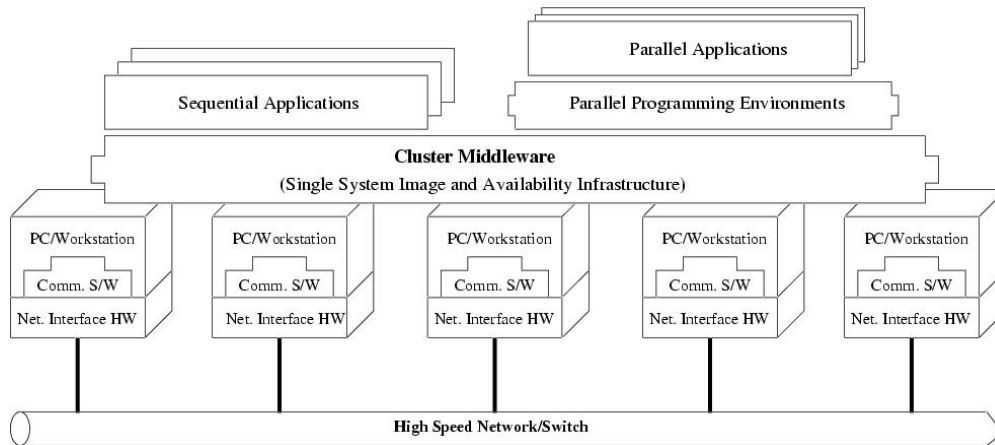 Parallel Applications
Sequential Applications
Parallel Programming Environments
Cluster Middleware
(Single System Image and Availability Infrastructure)
PC/Workstation
Comm. S/W
Net. Interface HW
PC/Workstation
Comm. S/W
Net. Interface HW
PC/Workstation
Comm. S/W
Net. Interface HW
PC/Workstation
Comm. S/W
Net. Interface HW
PC/Workstation
Comm. S/W
Net. Interface HW
High Speed Network/Switch